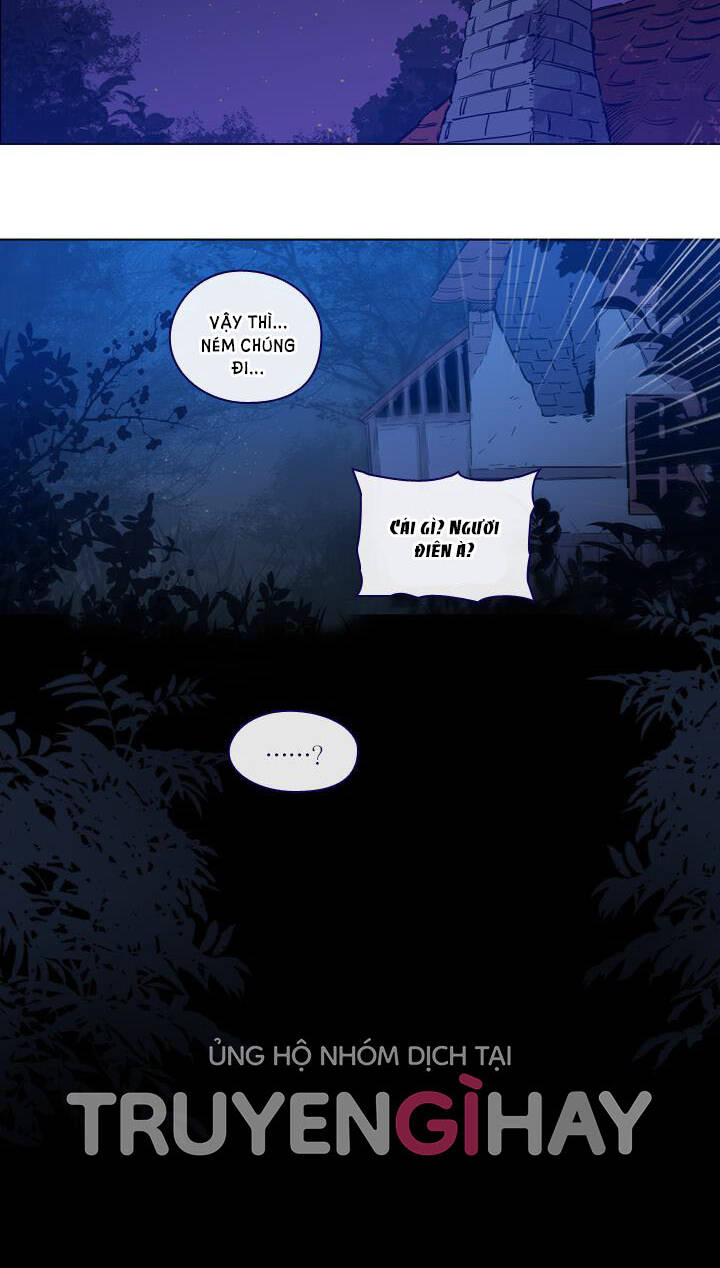 VẬY THÌ...
NÉM CHÚNG
ĐI...
CÁI GÌ? NGƯƠI
ĐIÊN À?
......?
ỦNG HỘ NHÓM DỊCH TẠI
TRUYENGÌHAY